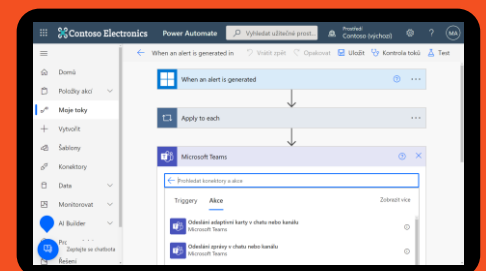 Contoso Electronics
Power Automate
Vyhledat užitečné prost...
Prostředí
Contoso (výchozí)
?
MA
When an alert is generated in
Vrátit zpět
Opakovat
Uložit
Kontrola toků
Test
Domů
Položky akcí
Moje toky
Vytvořit
Šablony
Konektory
Data
Monitorovat
AI Builder
Zeptejte se chatbota
Řešení
When an alert is generated
Apply to each
Microsoft Teams
Prohledat konektory a akce
Triggery
Akce
Zobrazit více
Odeslání adaptivní karty v chatu nebo kanálu
Microsoft Teams
Odeslání zprávy v chatu nebo kanálu
Microsoft Teams